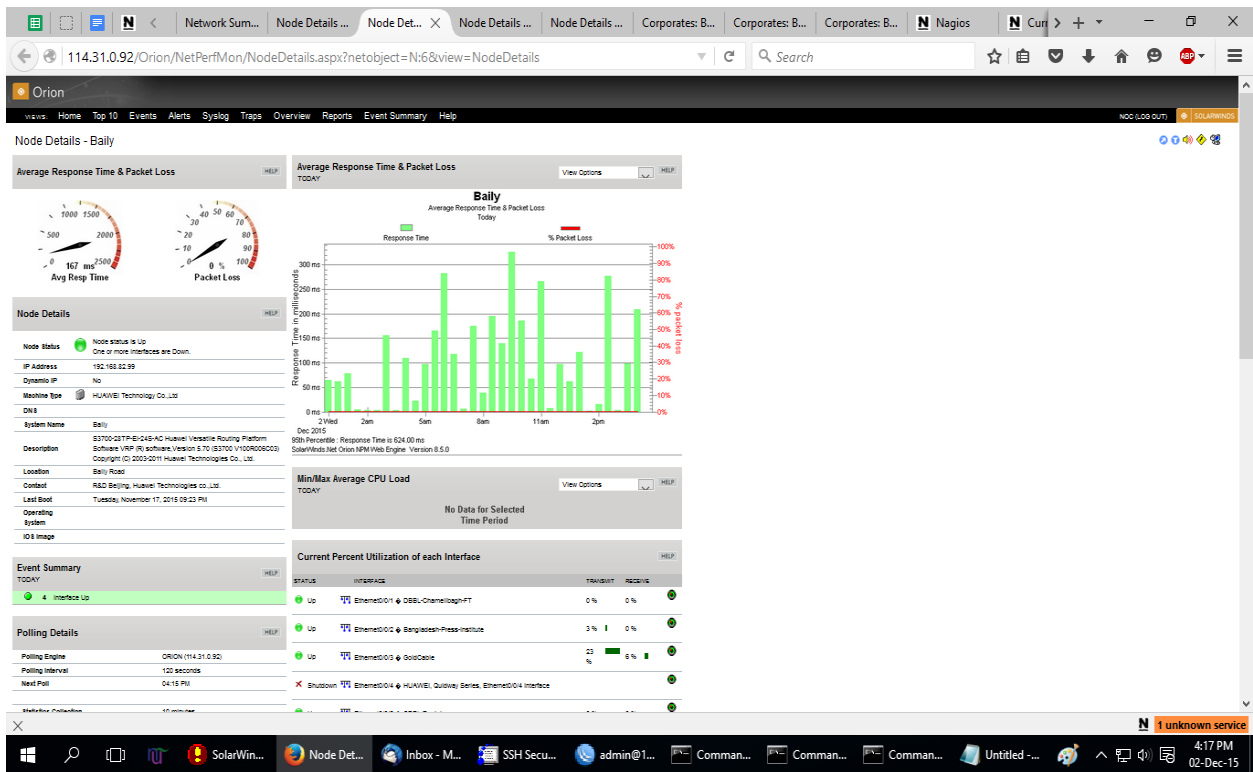 Network Sum...
Node Details ...
Node Det...
Node Details ...
Node Details ...
Corporates: B...
Corporates: B...
Corporates: B...
N Nagios
N Curr
114.31.0.92/Orion/NetPerfMon/NodeDetails.aspx?netobject=N:6&view=NodeDetails
Search
ABP
Orion
VIEWS: Home Top 10 Events Alerts Syslog Traps Overview Reports Event Summary Help
NOC (LOG OUT) SOLARWINDS
Node Details - Baily
Average Response Time & Packet Loss HELP
0 500 1000 1500 2000 2500
167 ms
Avg Resp Time
0 10 20 30 40 50 60 70 80 90 100
0 %
Packet Loss
Node Details HELP
Node Status Node status is Up
One or more interfaces are Down.
IP Address 192.168.82.99
Dynamic IP No
Machine Type HUAWEI Technology Co.,Ltd
DNS
System Name Baily
Description S3700-28TP-EI-24S-AC Huawei Versatile Routing Platform
Software VRP (R) software,Version 5.70 (S3700 V100R006C03)
Copyright (C) 2003-2011 Huawei Technologies Co., Ltd.
Location Baily Road
Contact R&D Beijing, Huawei Technologies co.,Ltd.
Last Boot Tuesday, November 17, 2015 09:23 PM
Operating
System
IOS Image
Event Summary HELP
TODAY
4 Interface Up
Polling Details HELP
Polling Engine ORION (114.31.0.92)
Polling Interval 120 seconds
Next Poll 04:15 PM
Statistics Collection 10 minutes
Average Response Time & Packet Loss
TODAY
View Options HELP
Baily
Average Response Time & Packet Loss
Today
Response Time % Packet Loss
Response Time in milliseconds
300 ms
250 ms
200 ms
150 ms
100 ms
50 ms
0 ms
100%
90%
80%
70%
60%
50%
40%
30%
20%
10%
0%
% packet loss
2 Wed 2am 5am 8am 11am 2pm
Dec 2015
95th Percentile : Response Time is 624.00 ms
SolarWinds.Net Orion NPM Web Engine Version 8.5.0
Min/Max Average CPU Load
TODAY
View Options HELP
No Data for Selected
Time Period
Current Percent Utilization of each Interface HELP
STATUS INTERFACE TRANSMIT RECEIVE
Up Ethernet0/0/1 � DBBL-Chamelibagh-FT 0 % 0 %
Up Ethernet0/0/2 � Bangladesh-Press-Institute 3 % 0 %
Up Ethernet0/0/3 � GoldCable 23 % 6 %
Shutdown Ethernet0/0/4 � HUAWEI, Quidway Series, Ethernet0/0/4 Interface
N 1 unknown service
SolarWin...
Node Det...
Inbox - M...
SSH Secu...
admin@1...
Comman...
Comman...
Comman...
Untitled -...
4:17 PM
02-Dec-15